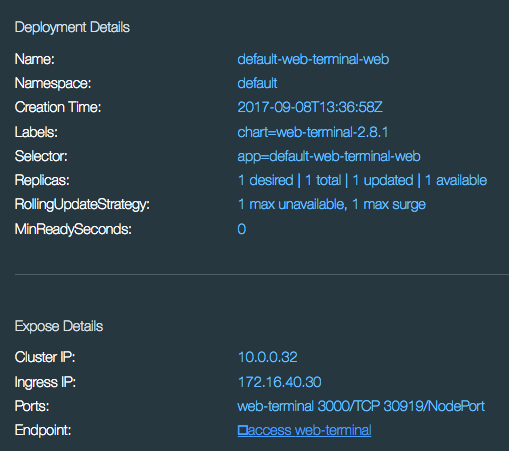 Deployment Details
Name: default-web-terminal-web
Namespace: default
Creation Time: 2017-09-08T13:36:58Z
Labels: chart=web-terminal-2.8.1
Selector: app=default-web-terminal-web
Replicas: 1 desired | 1 total | 1 updated | 1 available
RollingUpdateStrategy: 1 max unavailable, 1 max surge
MinReadySeconds: 0
Expose Details
Cluster IP: 10.0.0.32
Ingress IP: 172.16.40.30
Ports: web-terminal 3000/TCP 30919/NodePort
Endpoint: access web-terminal